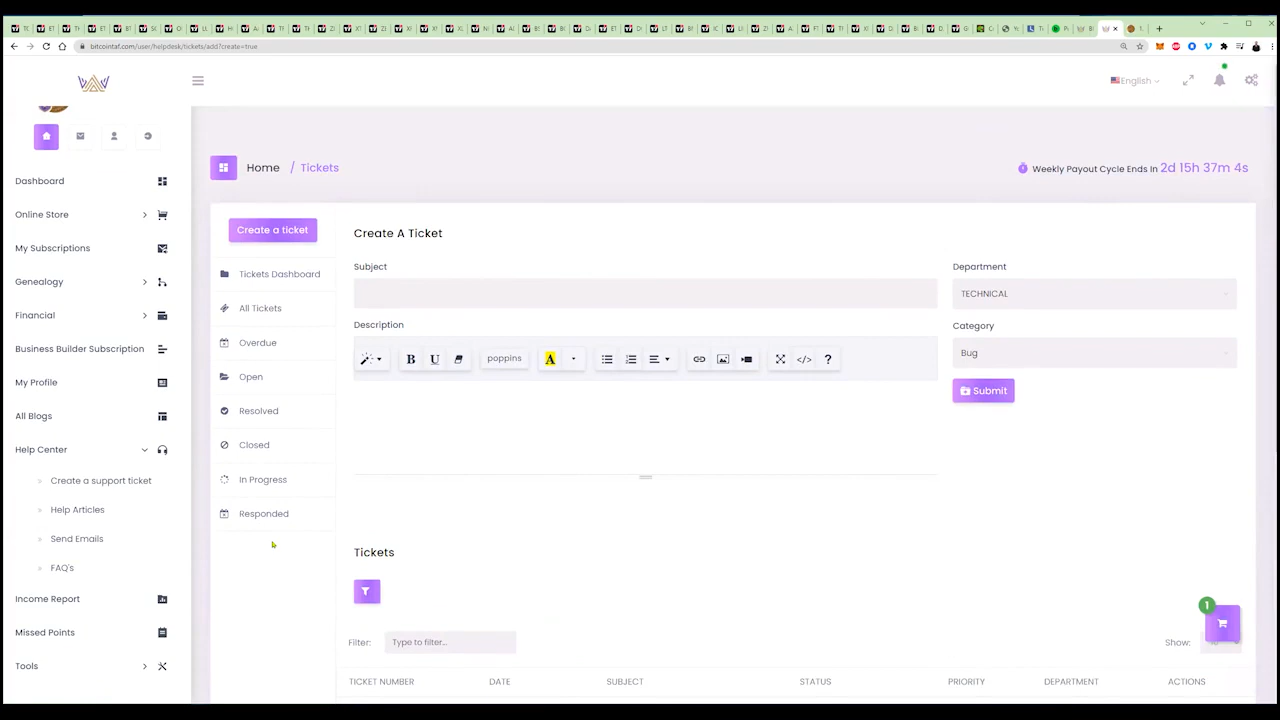 bitcointaf.com/user/helpdesk/tickets/add?create=true
English
Home / Tickets
Weekly Payout Cycle Ends In 2d 15h 37m 4s
Dashboard
Online Store
My Subscriptions
Genealogy
Financial
Business Builder Subscription
My Profile
All Blogs
Help Center
Create a support ticket
Help Articles
Send Emails
FAQ's
Income Report
Missed Points
Tools
Create a ticket
Tickets Dashboard
All Tickets
Overdue
Open
Resolved
Closed
In Progress
Responded
Create A Ticket
Subject
Description
B U poppins A </> ?
Department
TECHNICAL
Category
Bug
Submit
Tickets
1
Filter: Type to filter...
Show:
TICKET NUMBER DATE SUBJECT STATUS PRIORITY DEPARTMENT ACTIONS